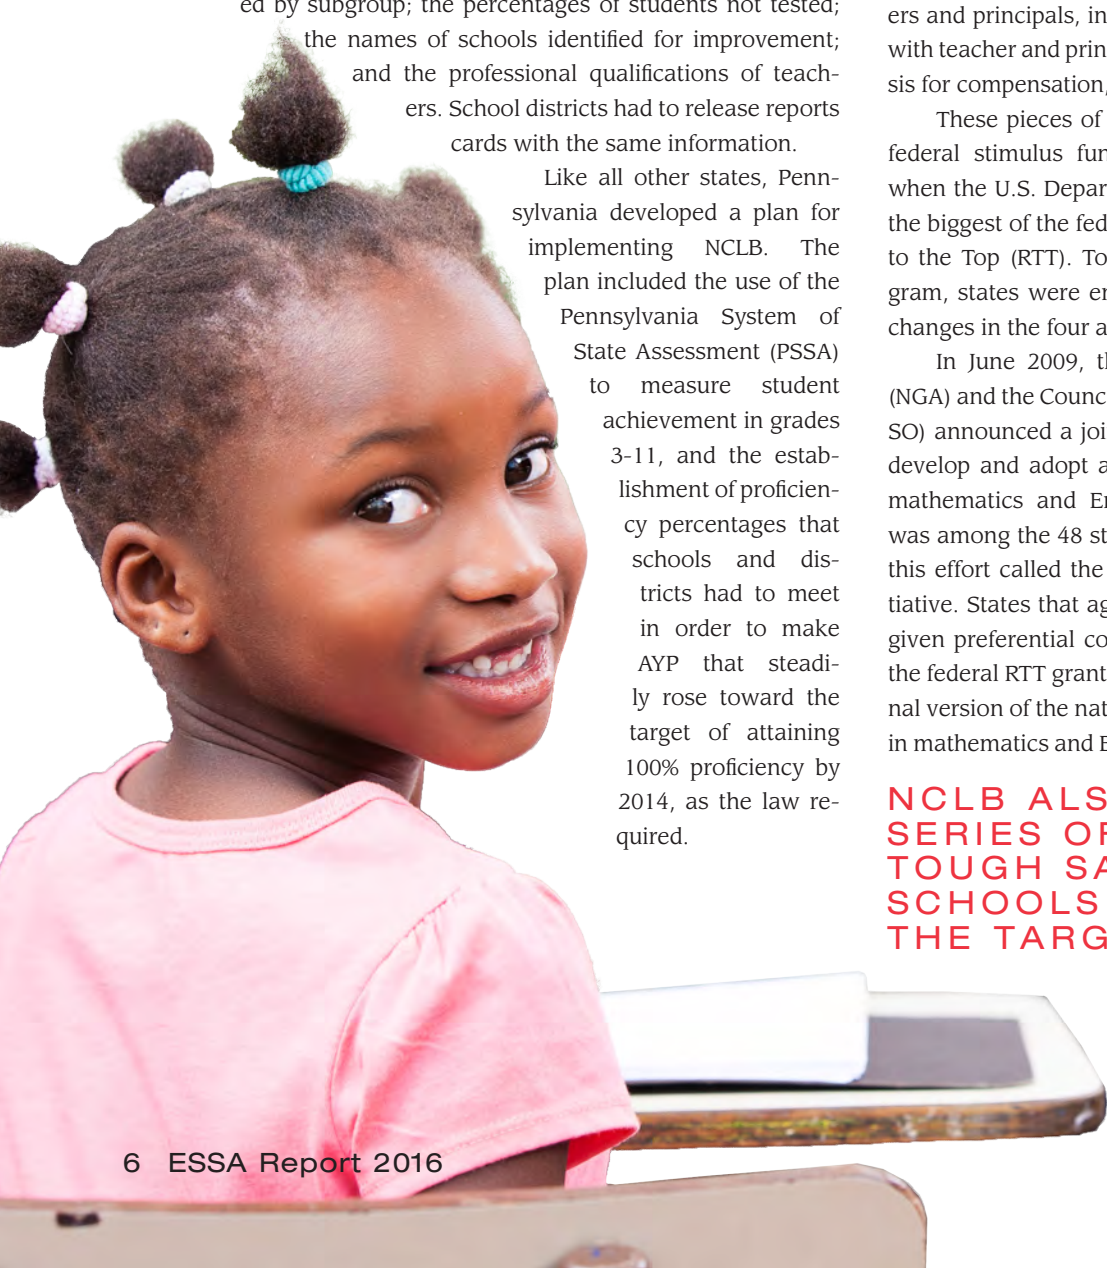 ed by subgroup; the percentages of students not tested;
the names of schools identified for improvement;
and the professional qualifications of teach-
ers. School districts had to release reports
cards with the same information.
Like all other states, Penn-
sylvania developed a plan for
implementing NCLB. The
plan included the use of the
Pennsylvania System of
State Assessment (PSSA)
to measure student
achievement in grades
3-11, and the estab-
lishment of proficien-
cy percentages that
schools and dis-
tricts had to meet
in order to make
AYP that steadi-
ly rose toward the
target of attaining
100% proficiency by
2014, as the law re-
quired.
ers and principals, in
with teacher and prin
sis for compensation,
These pieces of
federal stimulus fun
when the U.S. Depar
the biggest of the fed
to the Top (RTT). To
gram, states were en
changes in the four a
In June 2009, th
(NGA) and the Counc
SO) announced a joi
develop and adopt a
mathematics and En
was among the 48 st
this effort called the
tiative. States that ag
given preferential co
the federal RTT grant
nal version of the nat
in mathematics and E
NCLB ALS
SERIES OF
TOUGH SA
SCHOOLS
THE TARG
6 ESSA Report 2016